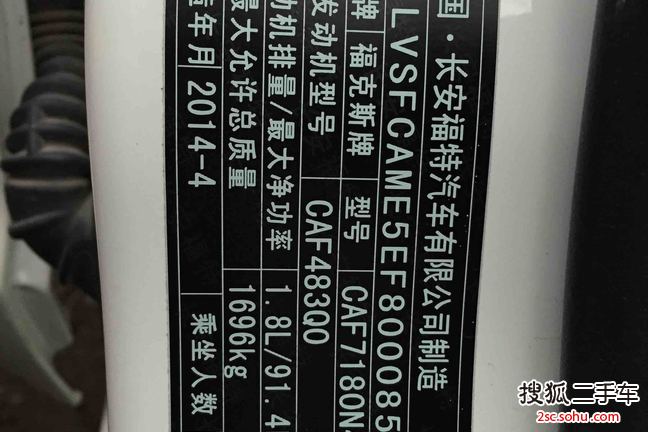 国·长安福特汽车有限公司制造
LVSFCAME5EF800085
牌 福克斯牌 型号 CAF7180N
发动机型号 CAF483Q0
动机排量/最大净功率 1.8L/91.4
最大允许总质量 1696kg
年月 2014-4 乘坐人数
搜狐二手车
2sc.sohu.com